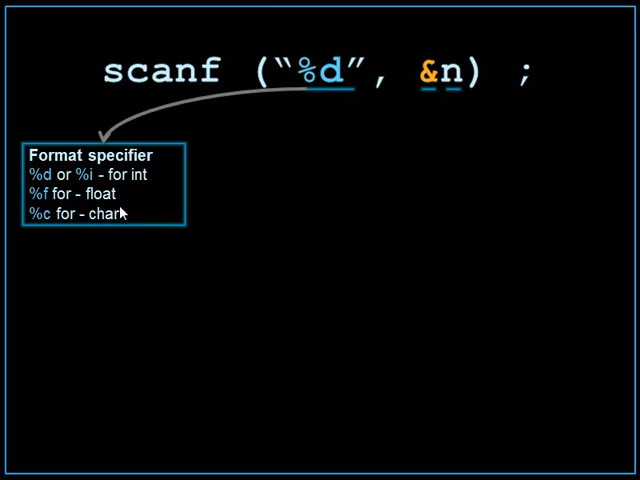 scanf (“%d”, &n) ;
Format specifier
%d or %i - for int
%f for - float
%c for - char